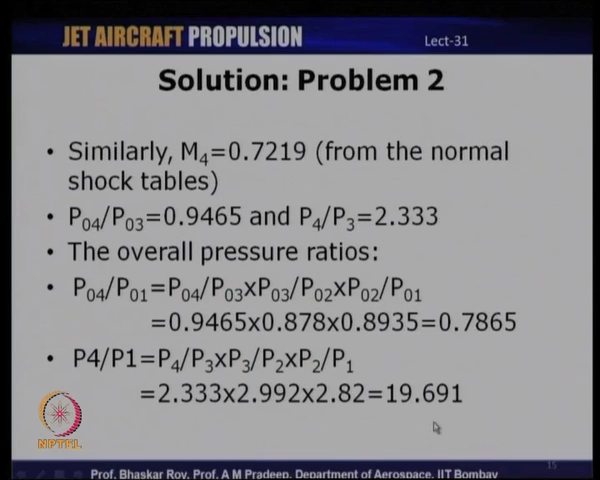 JET AIRCRAFT PROPULSION
Lect-31
Solution: Problem 2
• Similarly, M₄=0.7219 (from the normal
shock tables)
• P₀₄/P₀₃=0.9465 and P₄/P₃=2.333
• The overall pressure ratios:
• P₀₄/P₀₁=P₀₄/P₀₃xP₀₃/P₀₂xP₀₂/P₀₁
=0.9465x0.878x0.8935=0.7865
• P4/P1=P₄/P₃xP₃/P₂xP₂/P₁
=2.333x2.992x2.82=19.691
NPTEL
15
Prof. Bhaskar Roy, Prof. A M Pradeep, Department of Aerospace, IIT Bombay